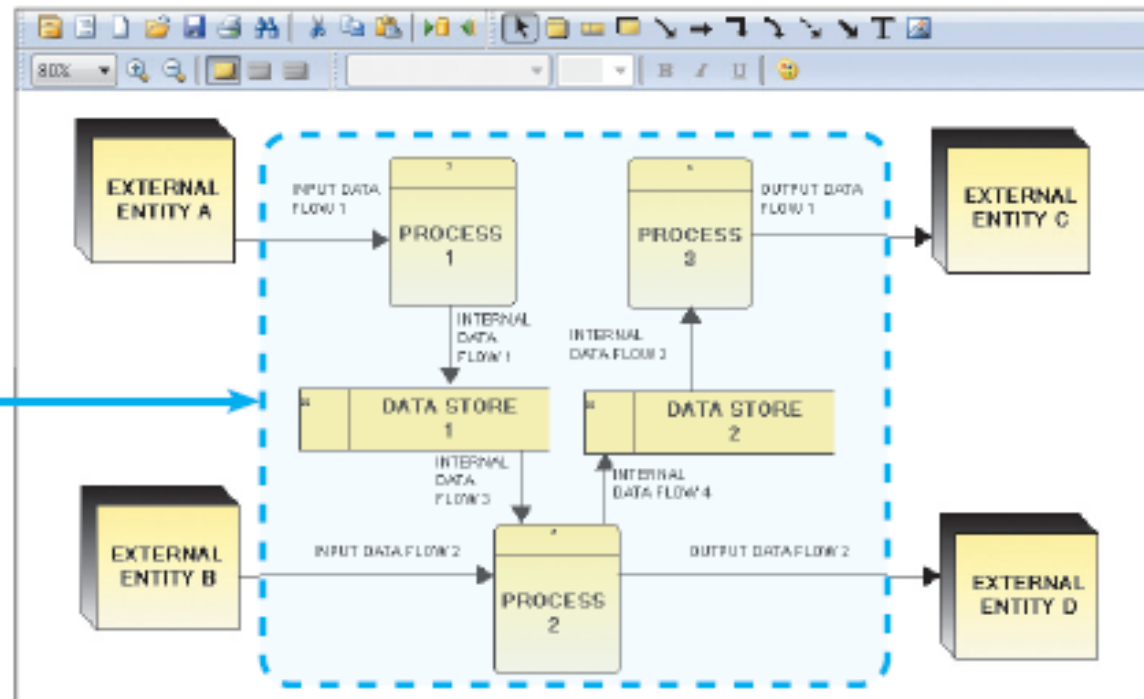 80%
B I U
T
EXTERNAL
ENTITY A
INPUT DATA
FLOW 1
PROCESS
1
PROCESS
3
OUTPUT DATA
FLOW 1
EXTERNAL
ENTITY C
INTERNAL
DATA
FLOW 1
INTERNAL
DATA FLOW 2
DATA STORE
1
DATA STORE
2
INTERNAL
DATA
FLOW 3
INTERNAL
DATA FLOW 4
EXTERNAL
ENTITY B
INPUT DATA FLOW 2
PROCESS
2
OUTPUT DATA FLOW 2
EXTERNAL
ENTITY D